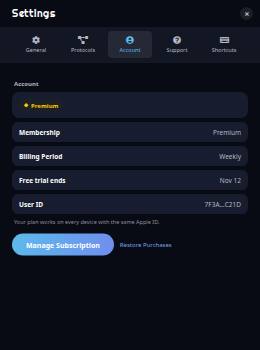 Settings
General
Protocols
Account
Support
Shortcuts
Account
Premium
Membership Premium
Billing Period Weekly
Free trial ends Nov 12
User ID 7F3A...C21D
Your plan works on every device with the same Apple ID.
Manage Subscription Restore Purchases